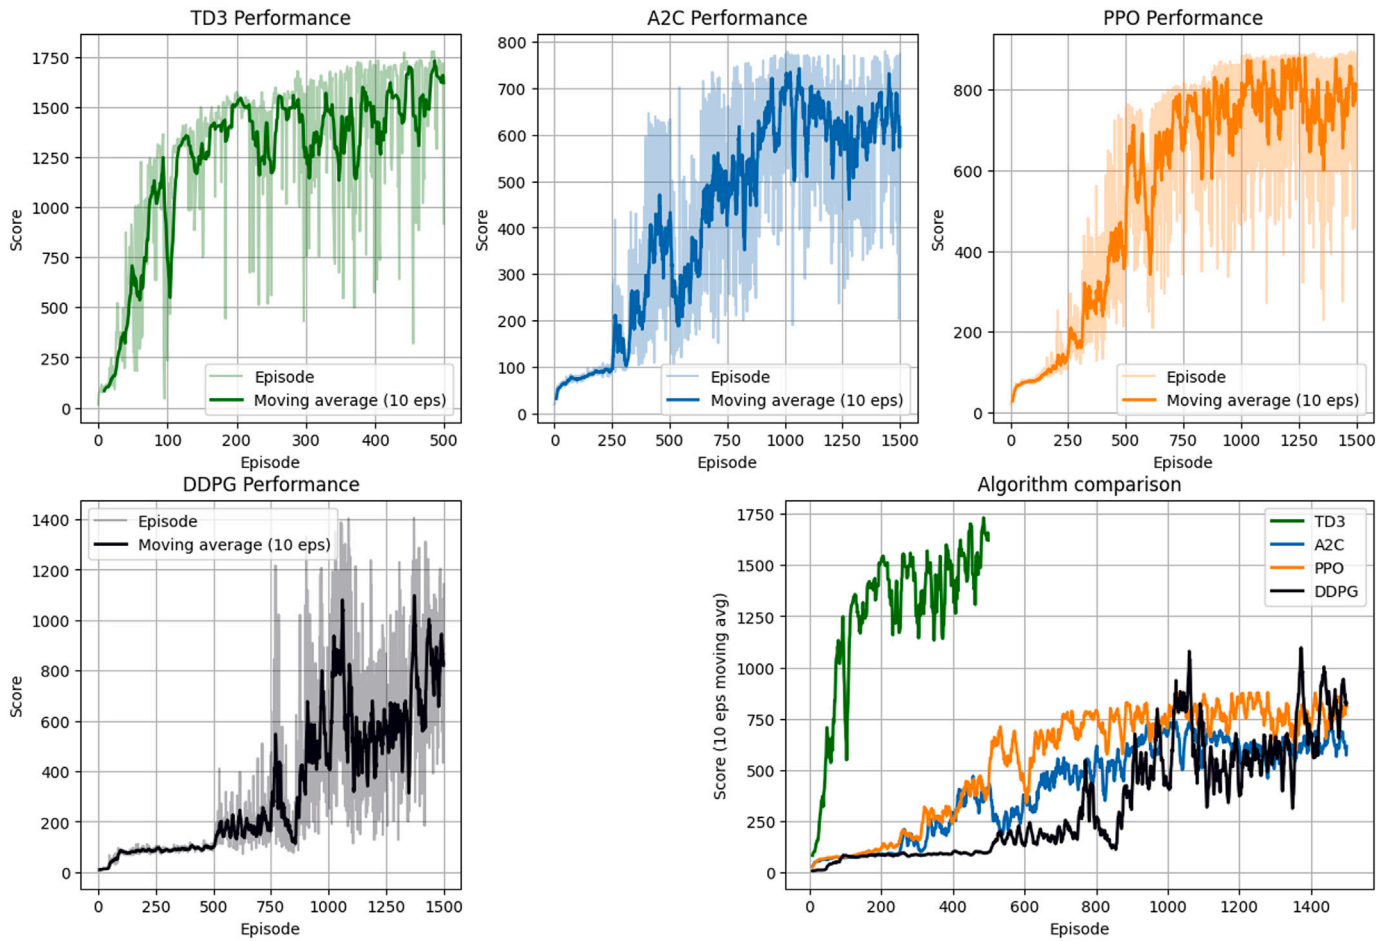 TD3 Performance
1750
1500
1250
1000
750
500
250
0
Score
0 100 200 300 400 500
Episode
Episode
Moving average (10 eps)
A2C Performance
800
700
600
500
400
300
200
100
0
Score
0 250 500 750 1000 1250 1500
Episode
Episode
Moving average (10 eps)
PPO Performance
800
600
400
200
0
Score
0 250 500 750 1000 1250 1500
Episode
Episode
Moving average (10 eps)
DDPG Performance
1400
1200
1000
800
600
400
200
0
Score
0 250 500 750 1000 1250 1500
Episode
Episode
Moving average (10 eps)
Algorithm comparison
1750
1500
1250
1000
750
500
250
0
Score (10 eps moving avg)
0 200 400 600 800 1000 1200 1400
Episode
TD3
A2C
PPO
DDPG